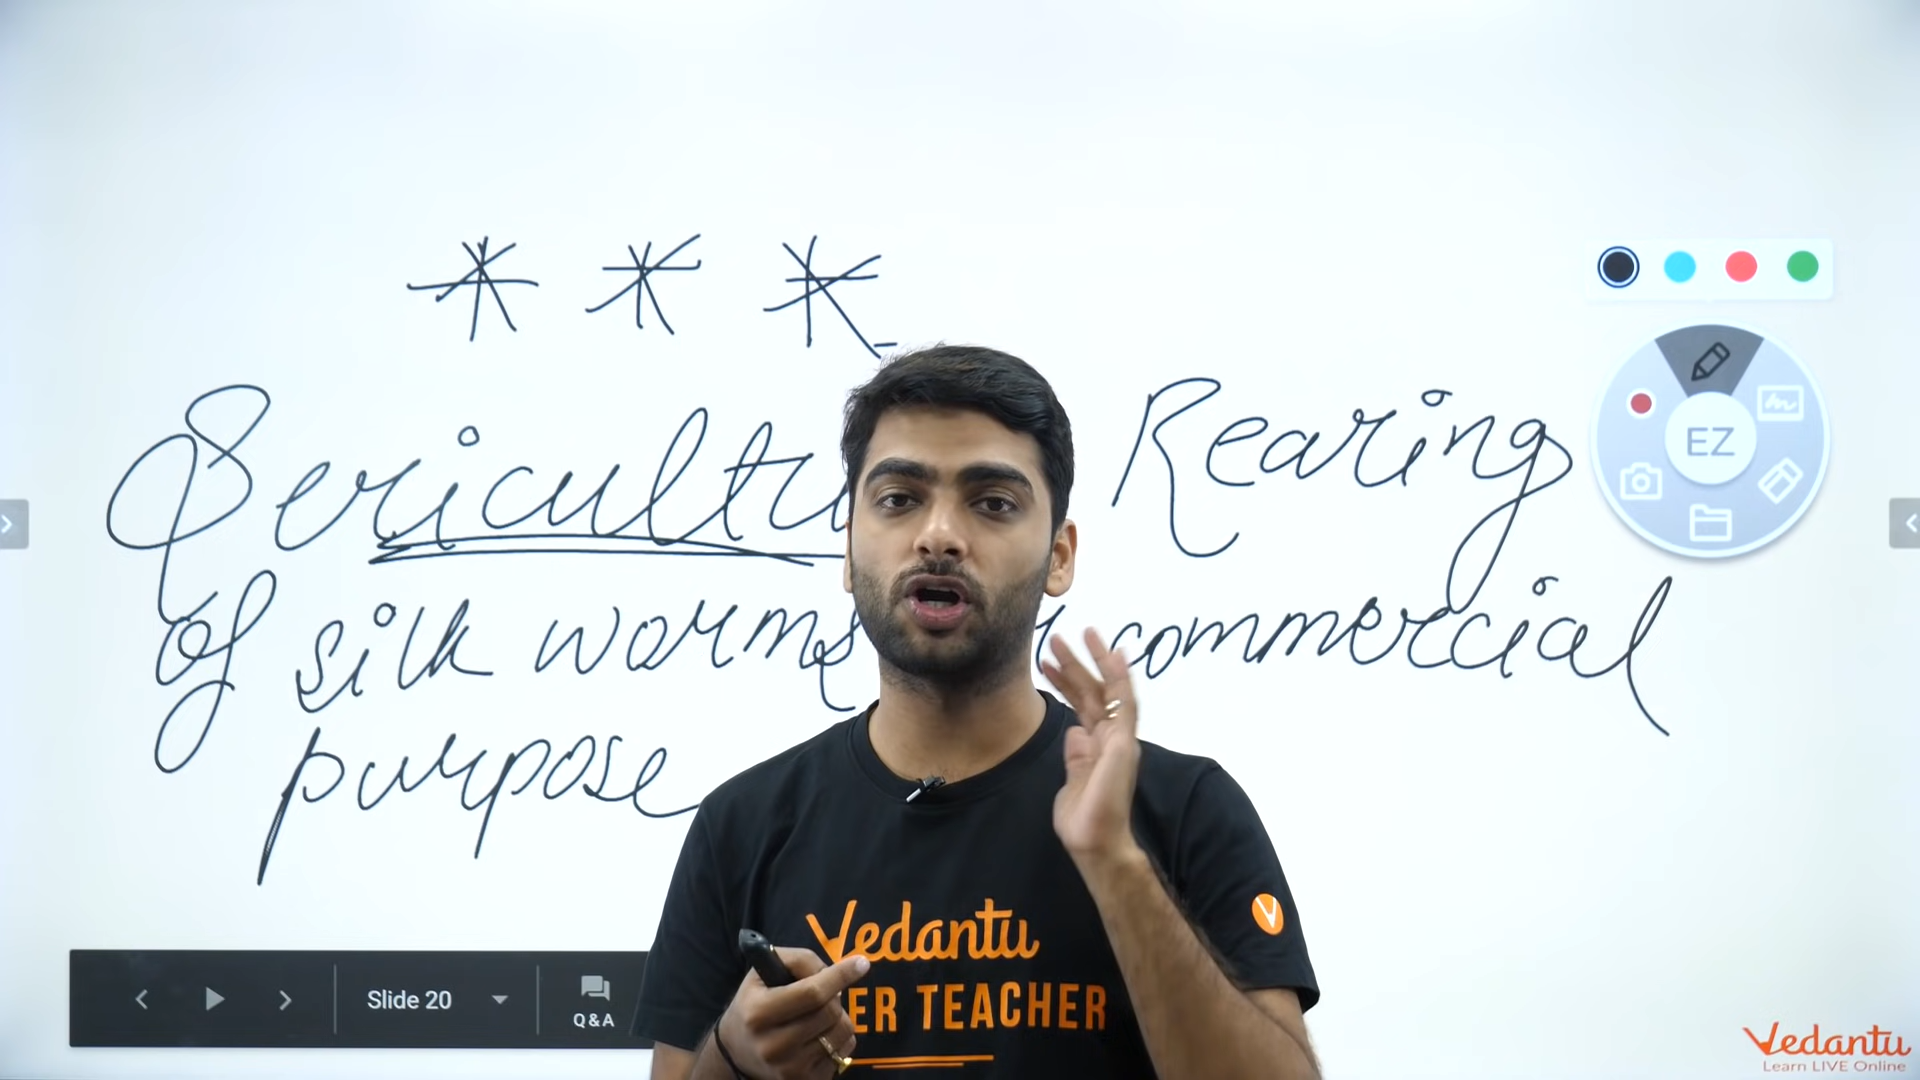 * * *
Sericultu Rearing
of silk worms commercial
purpose
EZ
Slide 20
Q&A
Vedantu
ER TEACHER
V
Vedantu
Learn LIVE Online